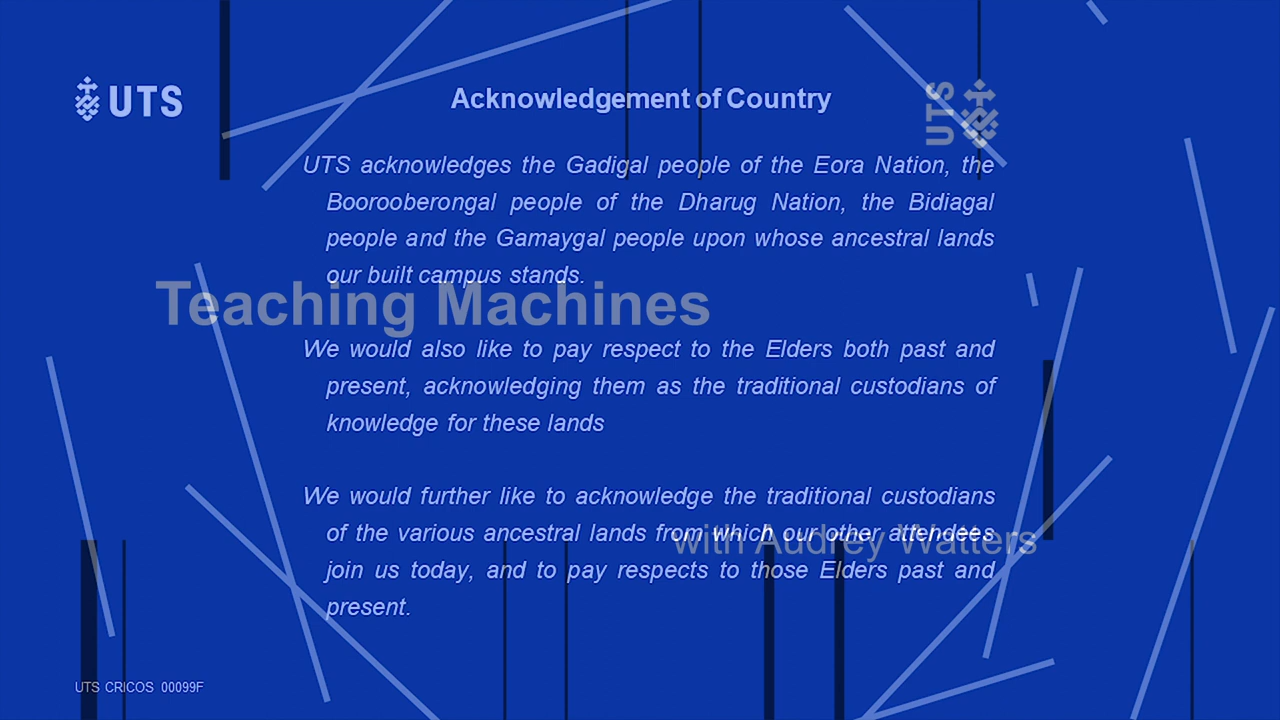 UTS
Acknowledgement of Country
UTS
UTS acknowledges the Gadigal people of the Eora Nation, the
Boorooberongal people of the Dharug Nation, the Bidiagal
people and the Gamaygal people upon whose ancestral lands
our built campus stands.
Teaching Machines
We would also like to pay respect to the Elders both past and
present, acknowledging them as the traditional custodians of
knowledge for these lands
We would further like to acknowledge the traditional custodians
of the various ancestral lands from which our other attendees
with Audrey Watters
join us today, and to pay respects to those Elders past and
present.
UTS CRICOS 00099F